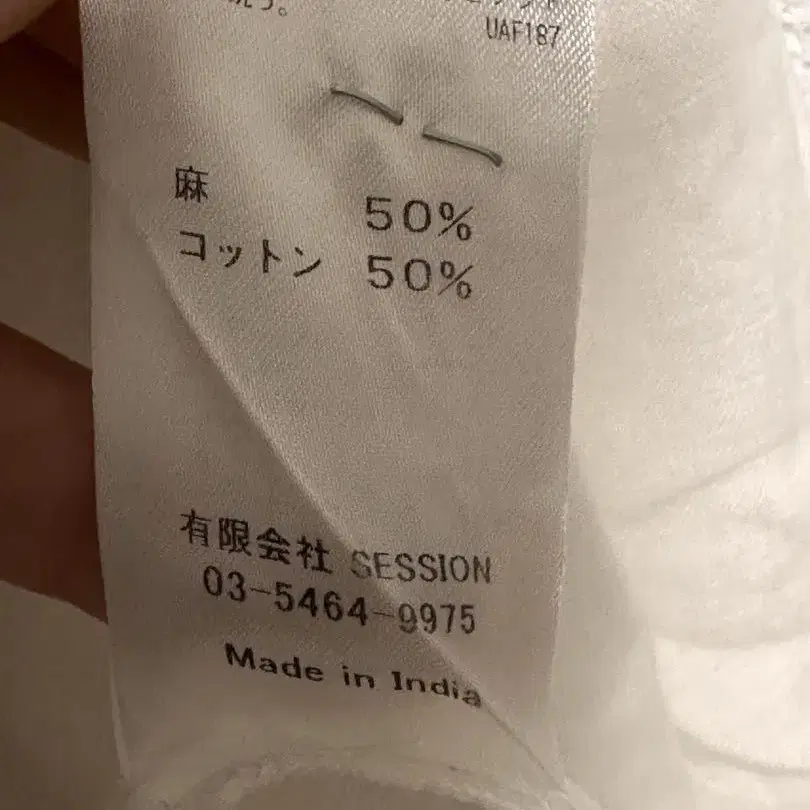 UAF187
麻 50%
コットン 50%
有限会社 SESSION
03-5464-9975
Made in India